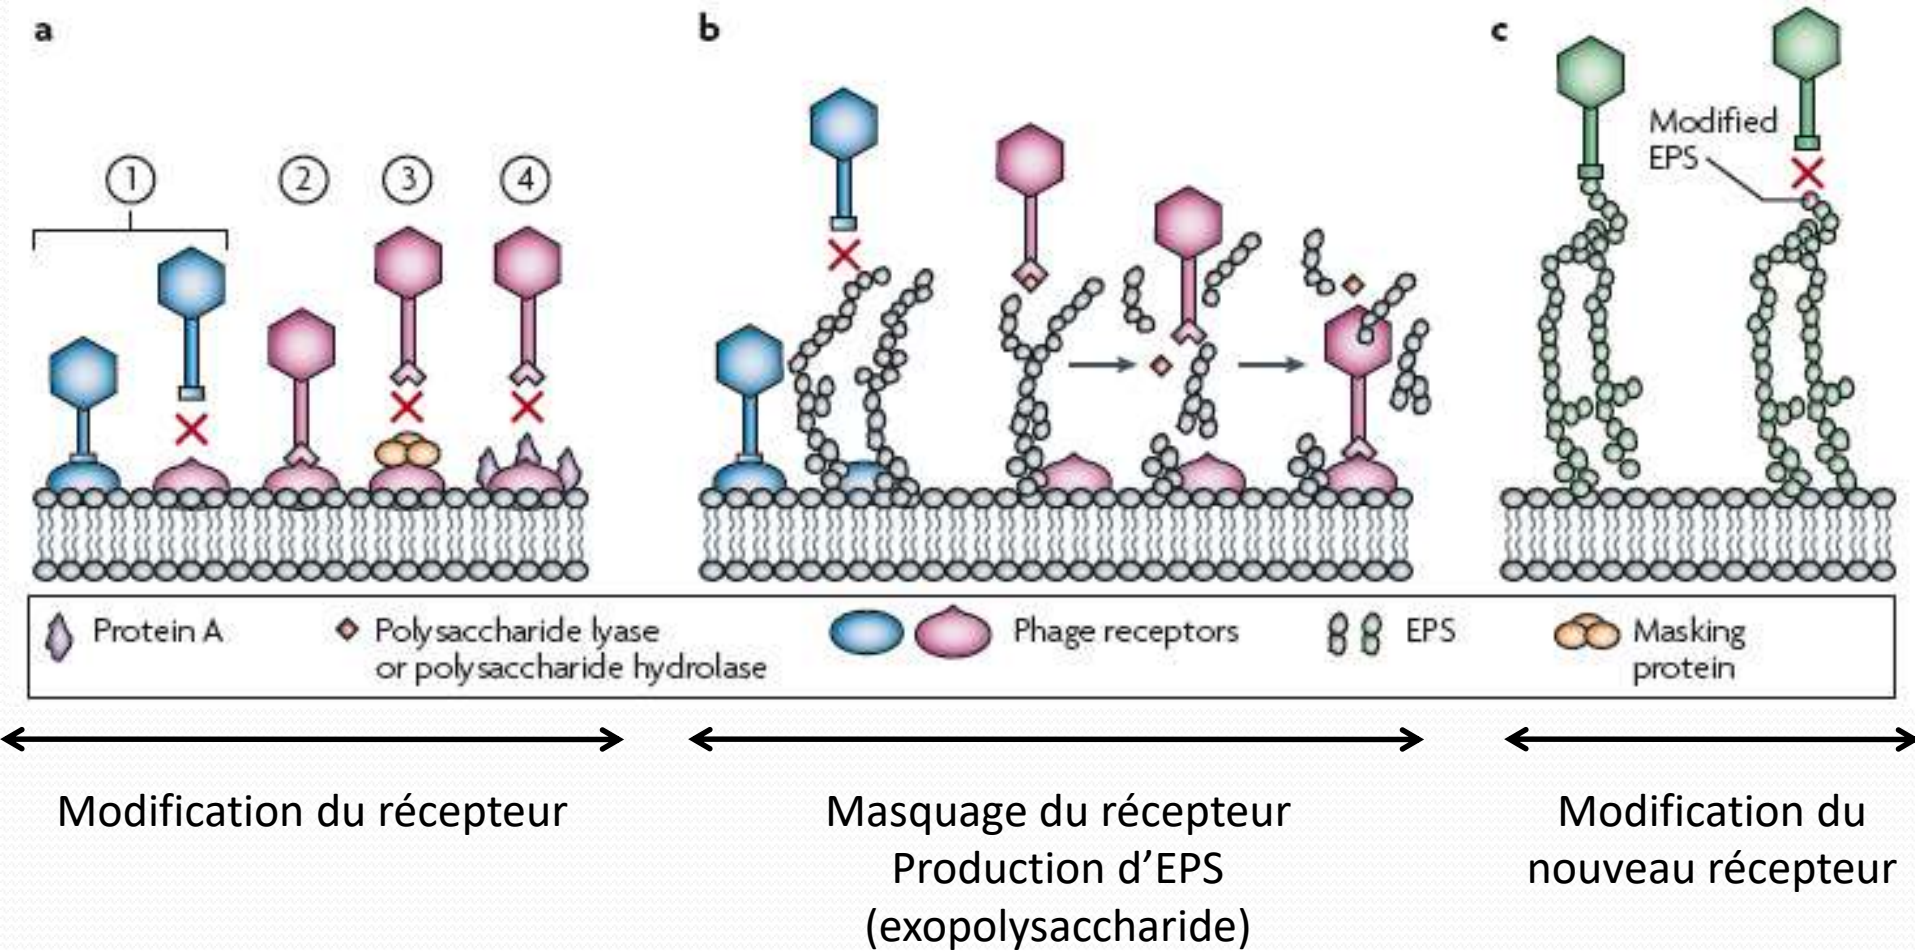 a
b
c
Modified
EPS
1
2
3
4
Protein A
Polysaccharide lyase
or polysaccharide hydrolase
Phage receptors
EPS
Masking
protein
Modification du récepteur
Masquage du récepteur
Production d’EPS
(exopolysaccharide)
Modification du
nouveau récepteur